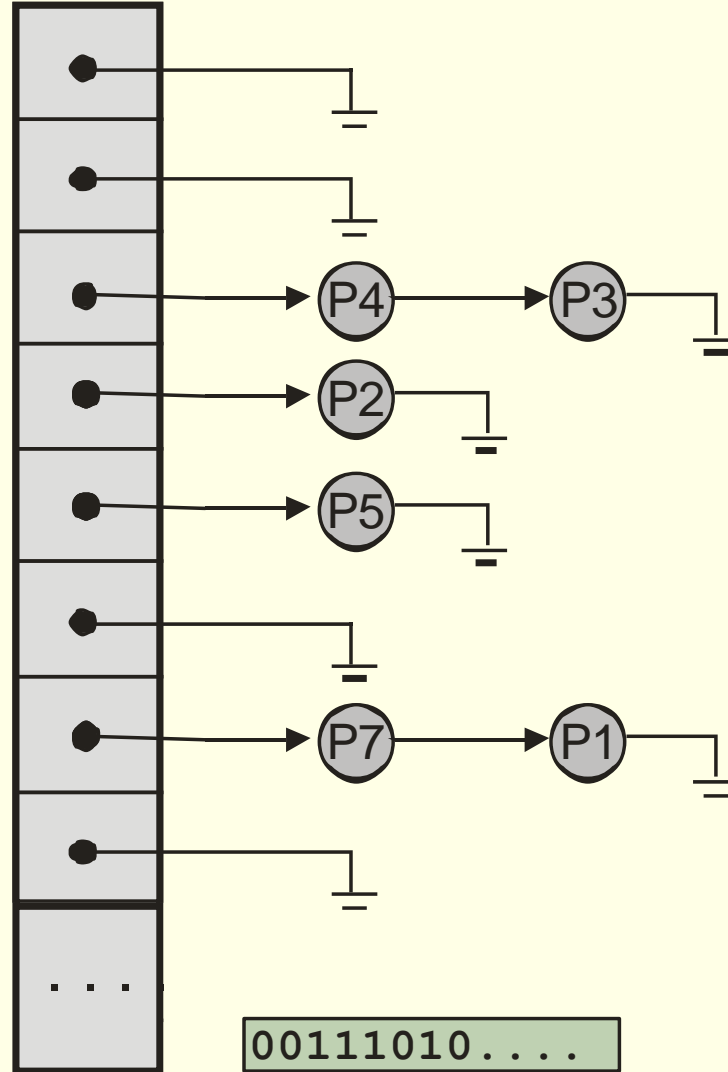 P4 P3
P2
P5
P7 P1
. . . .
00111010....